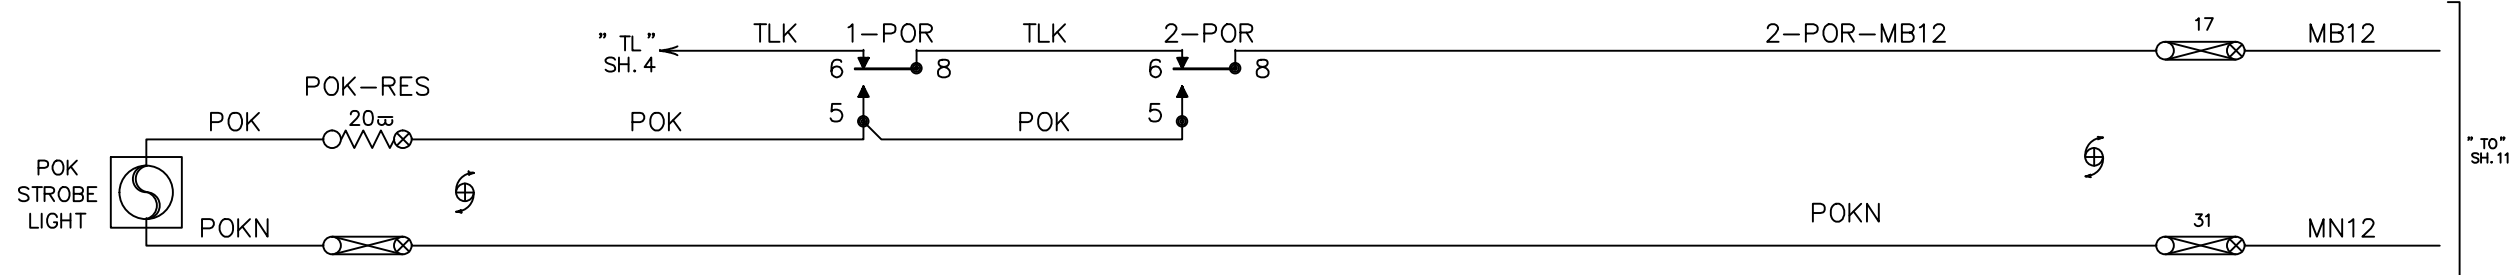 " TL "
SH. 4
TLK
1-POR
TLK
2-POR
2-POR-MB12
17
MB12
6
8
6
8
POK-RES
POK
20
POK
5
POK
5
" TO "
SH. 11
POK
STROBE
LIGHT
POKN
POKN
31
MN12